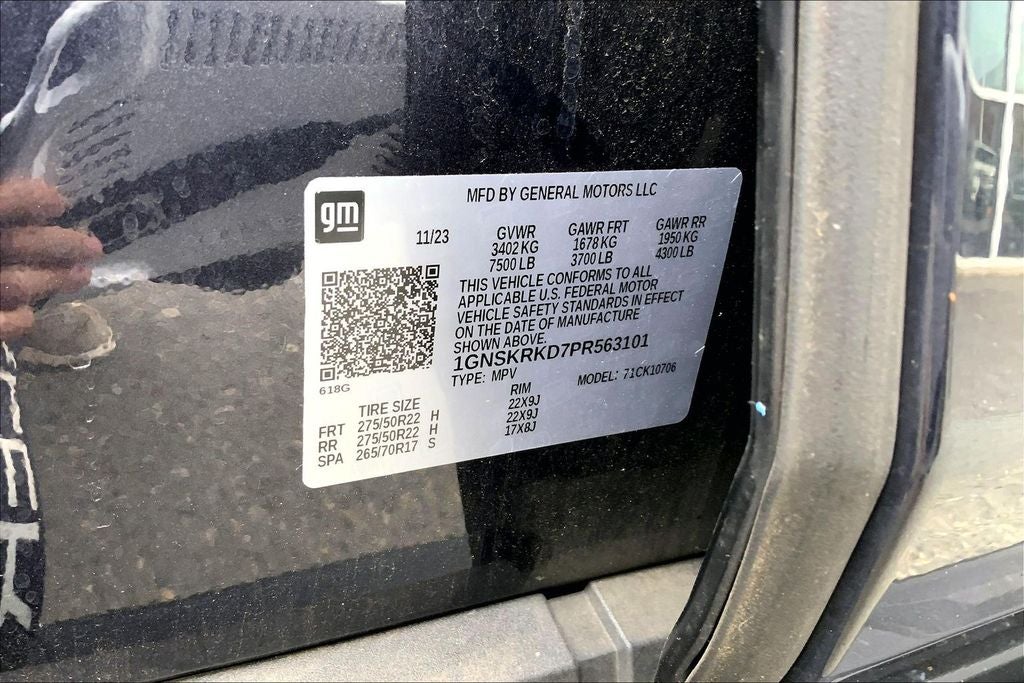 gm
MFD BY GENERAL MOTORS LLC
11/23
GVWR GAWR FRT GAWR RR
3402 KG 1678 KG 1950 KG
7500 LB 3700 LB 4300 LB
THIS VEHICLE CONFORMS TO ALL
APPLICABLE U.S. FEDERAL MOTOR
VEHICLE SAFETY STANDARDS IN EFFECT
ON THE DATE OF MANUFACTURE
SHOWN ABOVE.
1GNSKRKD7PR563101
TYPE: MPV MODEL: 71CK10706
618G
TIRE SIZE RIM
FRT 275/50R22 H 22X9J
RR 275/50R22 H 22X9J
SPA 265/70R17 S 17X8J